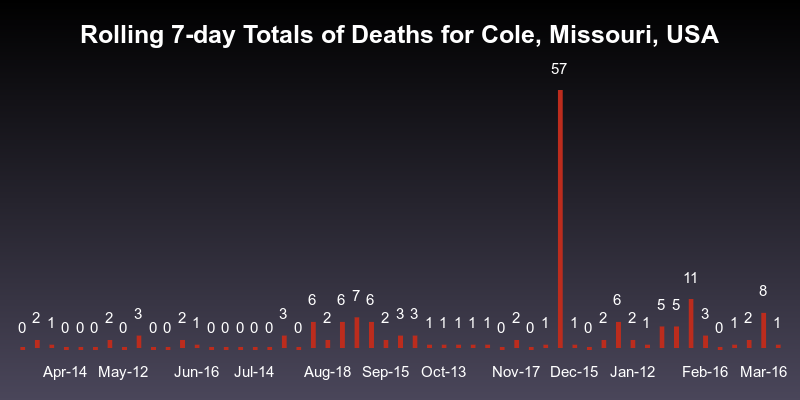 Rolling 7-day Totals of Deaths for Cole, Missouri, USA
57
11
8
7
6 6 6 6
5 5
3 3 3 3 3
2 2 2 2 2 2 2 2 2
1 1 1 1 1 1 1 1 1 1 1 1
0 0 0 0 0 0 0 0 0 0 0 0 0 0 0 0 0
Apr-14 May-12 Jun-16 Jul-14 Aug-18 Sep-15 Oct-13 Nov-17 Dec-15 Jan-12 Feb-16 Mar-16